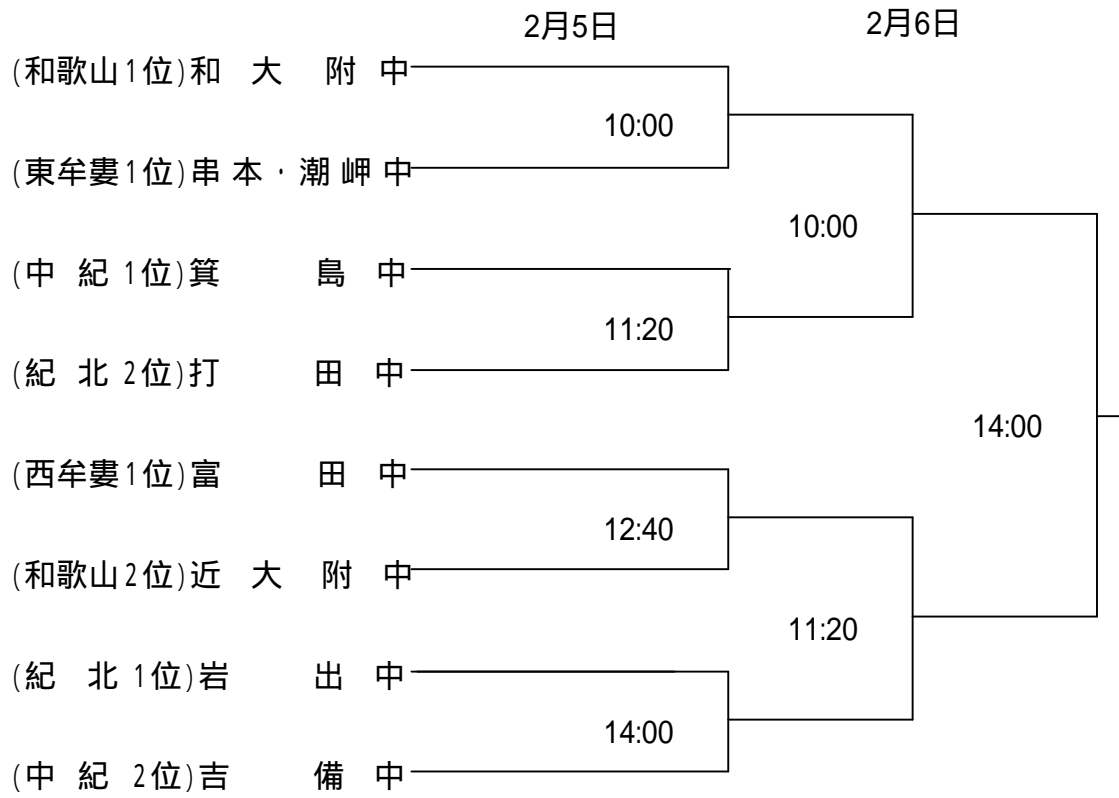 2月5日 2月6日
(和歌山1位)和大附中
10:00
(東牟婁1位)串本・潮岬中
10:00
(中紀1位)箕島中
11:20
(紀北2位)打田中
14:00
(西牟婁1位)富田中
12:40
(和歌山2位)近大附中
11:20
(紀北1位)岩出中
14:00
(中紀2位)吉備中